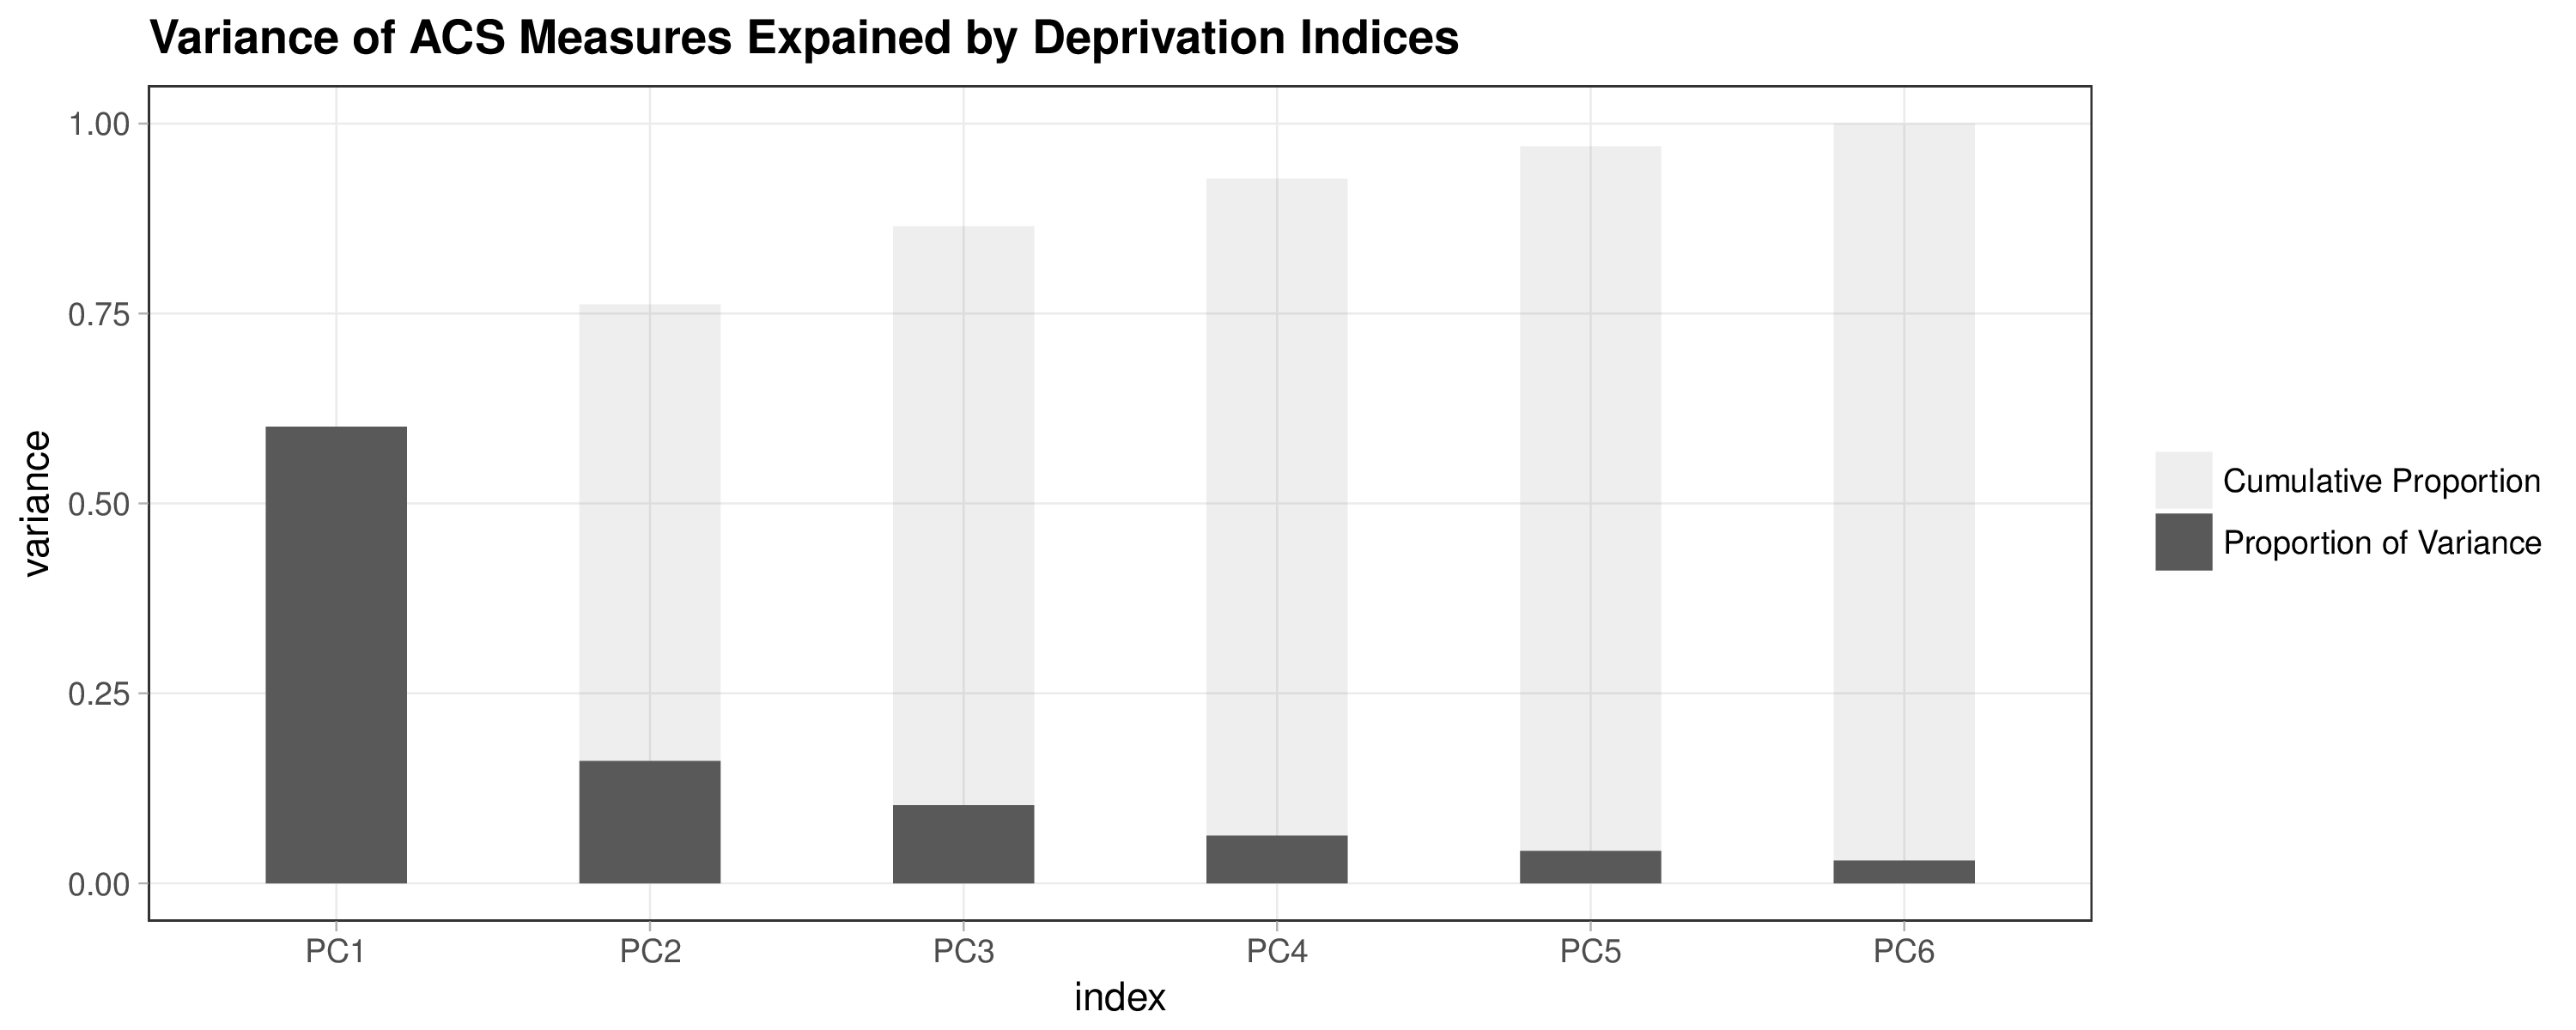 Variance of ACS Measures Expained by Deprivation Indices
1.00
0.75
0.50
0.25
0.00
variance
PC1 PC2 PC3 PC4 PC5 PC6
index
Cumulative Proportion
Proportion of Variance